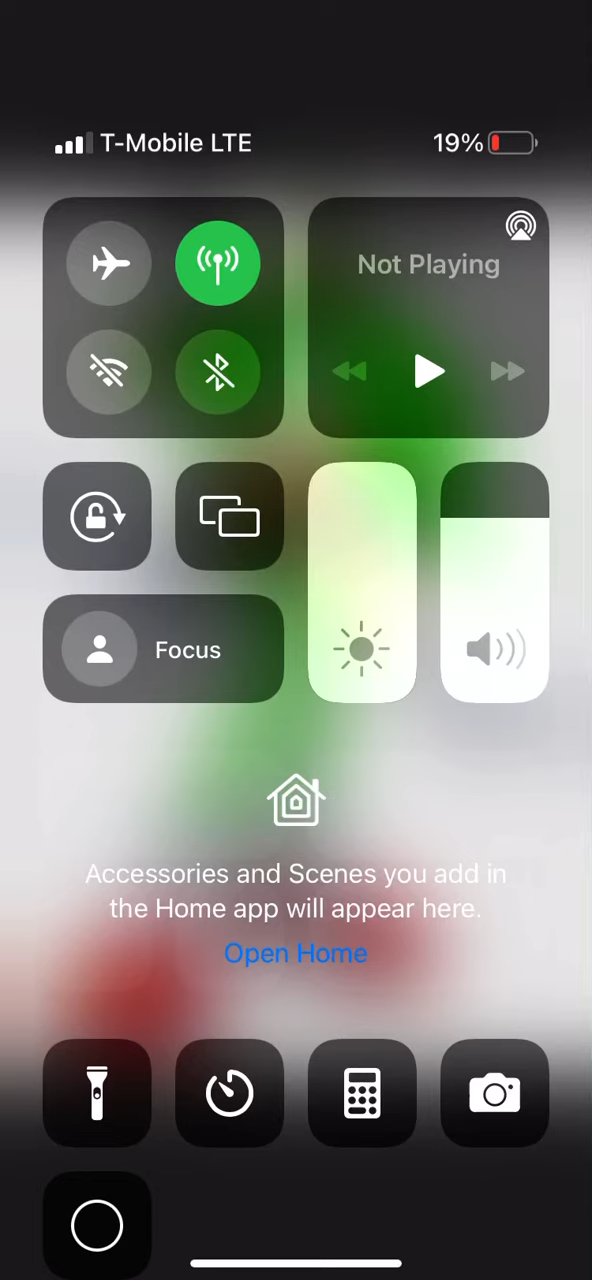 T-Mobile LTE
19%
Not Playing
Focus
Accessories and Scenes you add in
the Home app will appear here.
Open Home